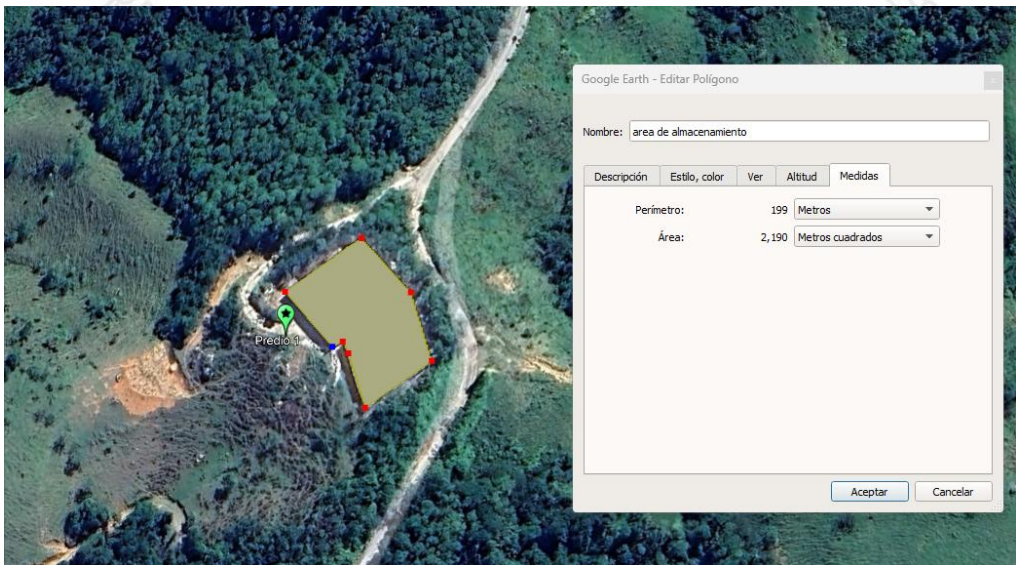 Google Earth - Editar Polígono
Nombre: area de almacenamiento
Descripción Estilo, color Ver Altitud Medidas
Perímetro: 199 Metros
Área: 2,190 Metros cuadrados
Predio 1
Aceptar Cancelar